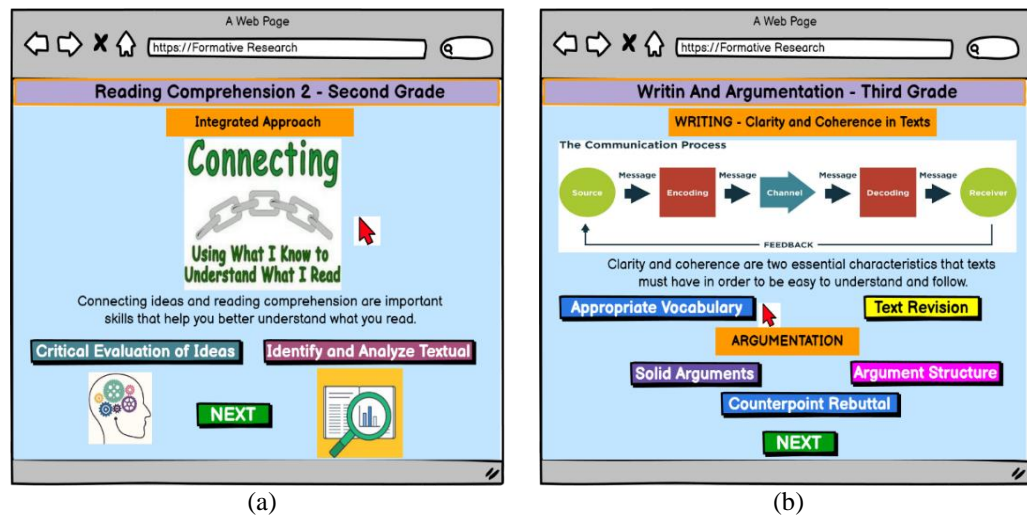 A Web Page
https://Formative Research
Reading Comprehension 2 - Second Grade
Integrated Approach
Connecting
Using What I Know to
Understand What I Read
Connecting ideas and reading comprehension are important
skills that help you better understand what you read.
Critical Evaluation of Ideas
Identify and Analyze Textual
NEXT
(a)
A Web Page
https://Formative Research
Writin And Argumentation - Third Grade
WRITING - Clarity and Coherence in Texts
The Communication Process
Source
Message
Encoding
Message
Channel
Message
Decoding
Message
Receiver
FEEDBACK
Clarity and coherence are two essential characteristics that texts
must have in order to be easy to understand and follow.
Appropriate Vocabulary
Text Revision
ARGUMENTATION
Solid Arguments
Argument Structure
Counterpoint Rebuttal
NEXT
(b)